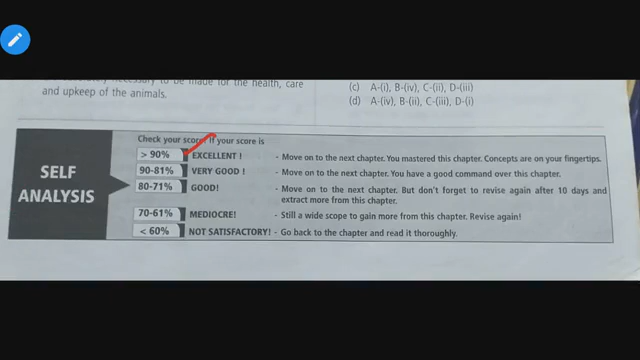 necessary to be made for the health, care
and upkeep of the animals.
(c) A-(i), B-(iv), C-(ii), D-(iii)
(d) A-(iv), B-(ii), C-(iii), D-(i)
SELF
ANALYSIS
Check your score. If your score is
> 90% EXCELLENT ! - Move on to the next chapter. You mastered this chapter. Concepts are on your fingertips.
90-81% VERY GOOD ! - Move on to the next chapter. You have a good command over this chapter.
80-71% GOOD! - Move on to the next chapter. But don't forget to revise again after 10 days and
extract more from this chapter.
70-61% MEDIOCRE! - Still a wide scope to gain more from this chapter. Revise again!
< 60% NOT SATISFACTORY! - Go back to the chapter and read it thoroughly.